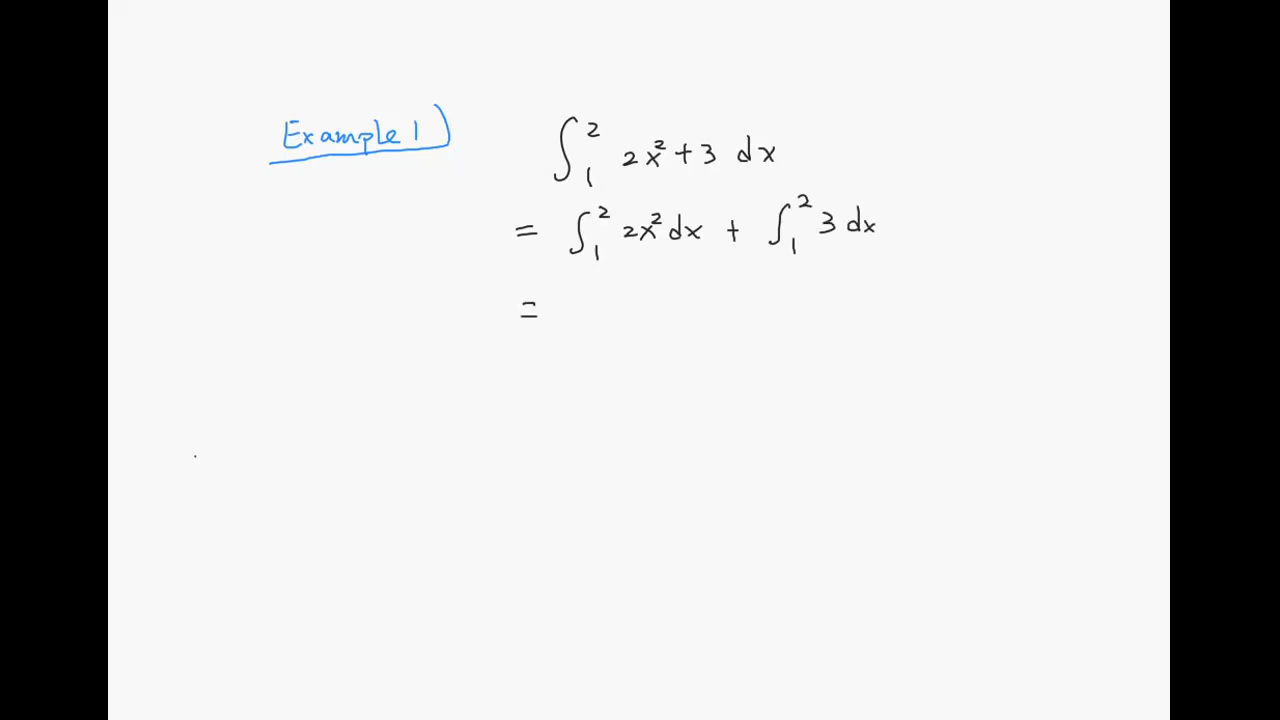 Example 1) ∫₁² 2x² + 3 dx
= ∫₁² 2x² dx + ∫₁² 3 dx
=